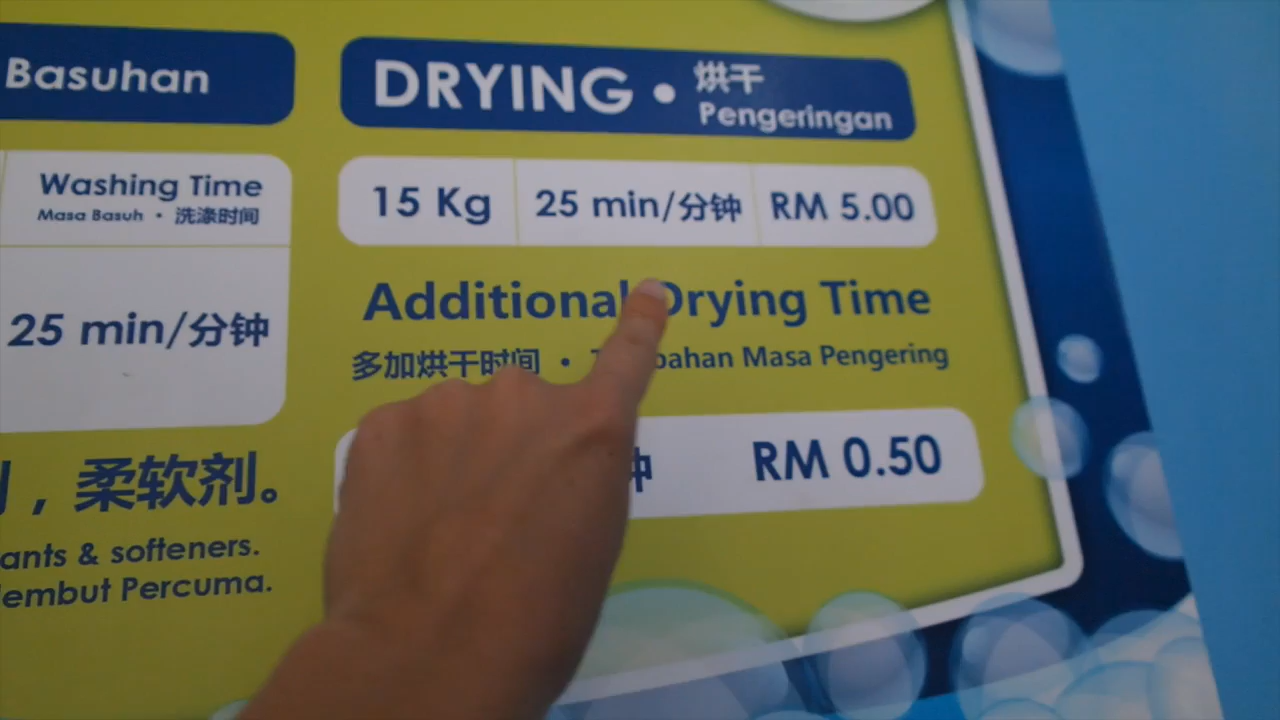 Basuhan
Washing Time
Masa Basuh • 洗涤时间
25 min/分钟
，柔软剂。
ants & softeners.
embut Percuma.
DRYING • 烘干
Pengeringan
15 Kg 25 min/分钟 RM 5.00
Additional Drying Time
多加烘干时间 • Masa Pengering
钟 RM 0.50